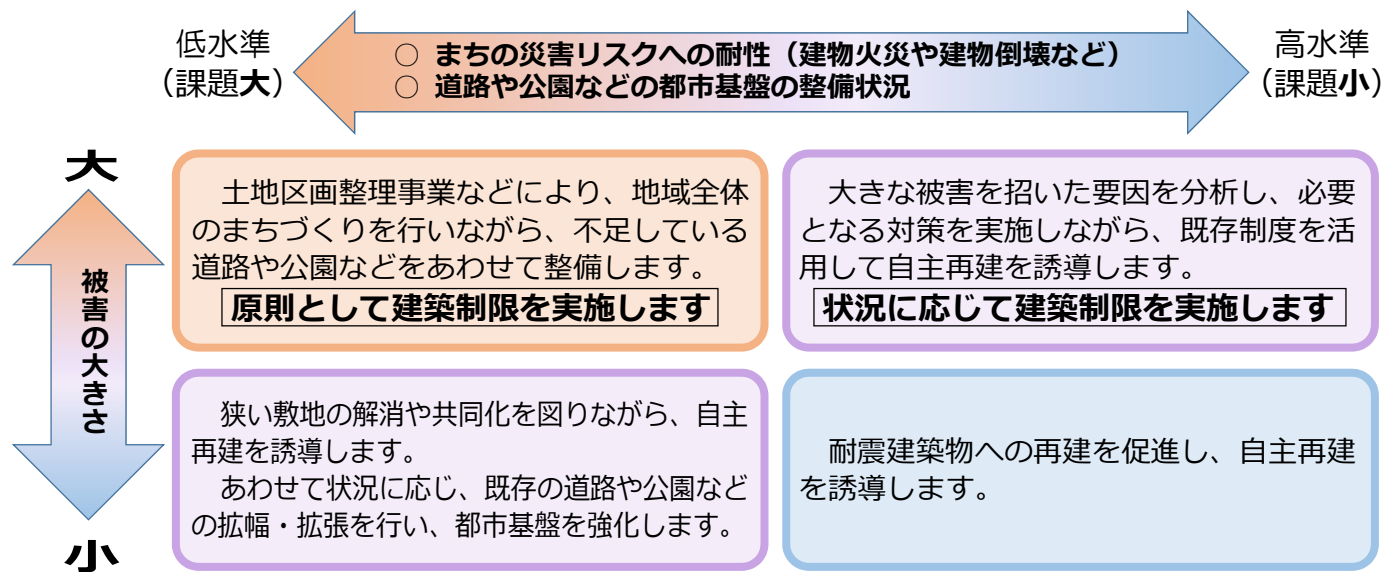 低水準
（課題大）
○ まちの災害リスクへの耐性（建物火災や建物倒壊など）
○ 道路や公園などの都市基盤の整備状況
高水準
（課題小）
大
被害の大きさ
小
土地区画整理事業などにより、地域全体
のまちづくりを行いながら、不足している
道路や公園などをあわせて整備します。
原則として建築制限を実施します
大きな被害を招いた要因を分析し、必要
となる対策を実施しながら、既存制度を活
用して自主再建を誘導します。
状況に応じて建築制限を実施します
狭い敷地の解消や共同化を図りながら、自主
再建を誘導します。
あわせて状況に応じ、既存の道路や公園など
の拡幅・拡張を行い、都市基盤を強化します。
耐震建築物への再建を促進し、自主再建
を誘導します。